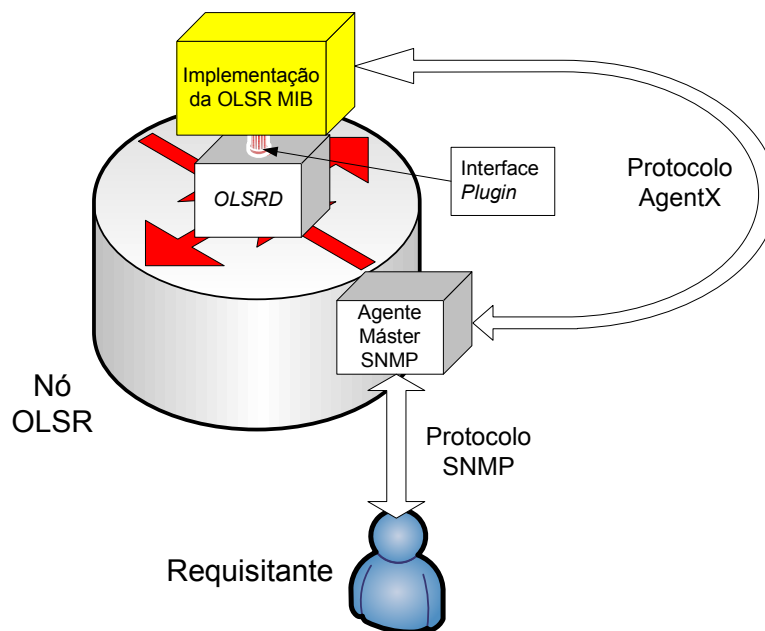 Implementação
da OLSR MIB
OLSRD
Interface
Plugin
Protocolo
AgentX
Agente
Máster
SNMP
Nó
OLSR
Protocolo
SNMP
Requisitante